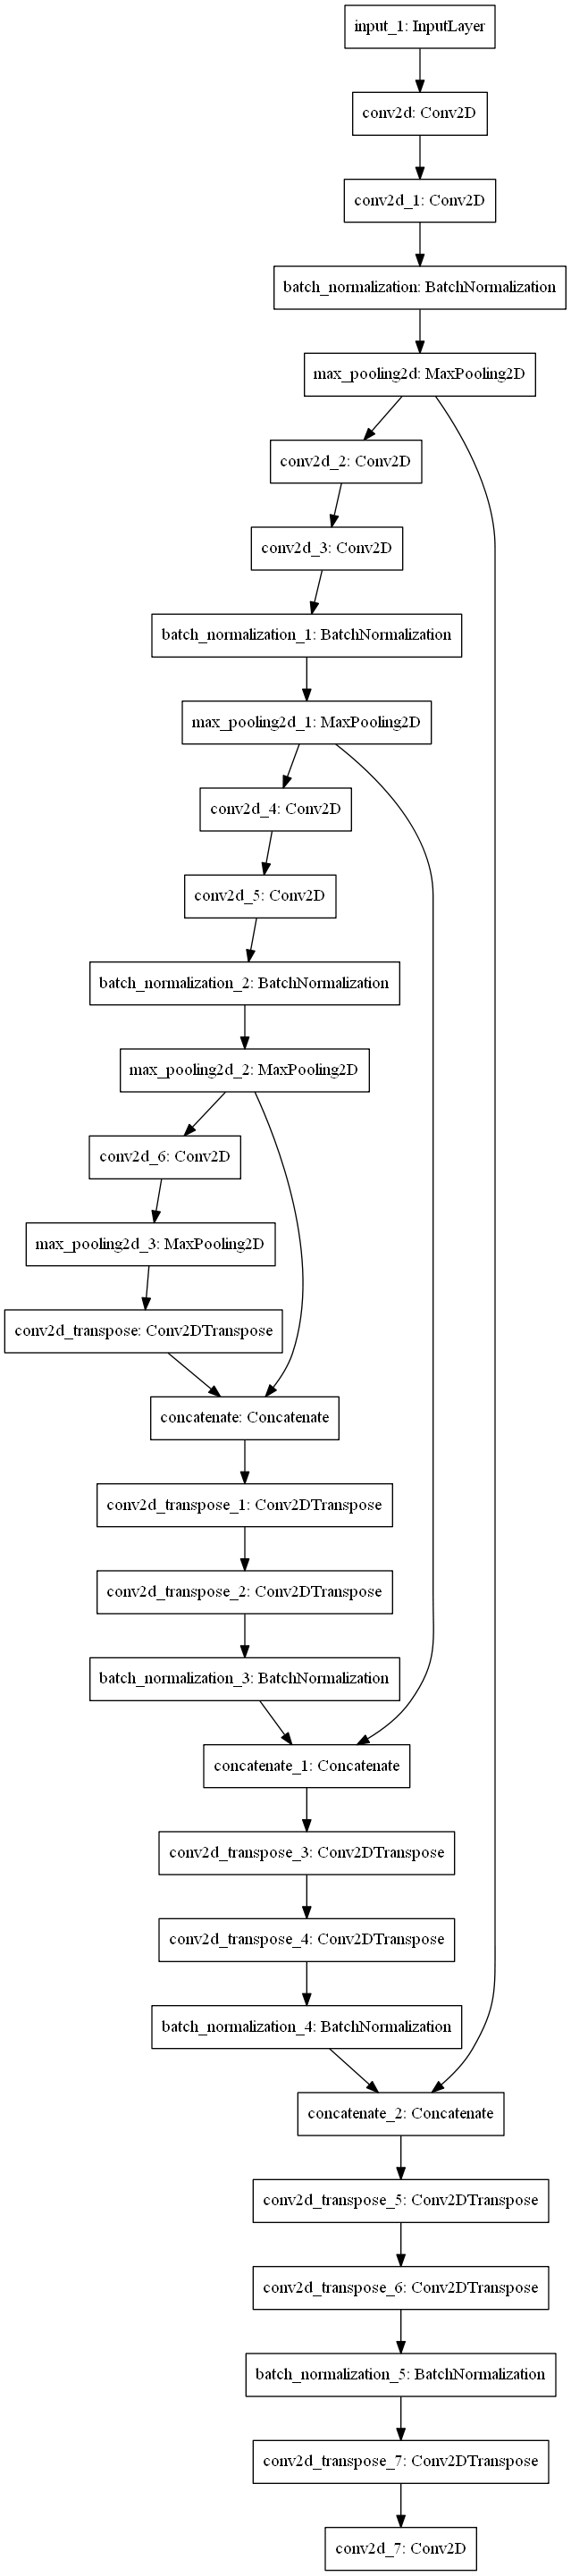 input_1: InputLayer
conv2d: Conv2D
conv2d_1: Conv2D
batch_normalization: BatchNormalization
max_pooling2d: MaxPooling2D
conv2d_2: Conv2D
conv2d_3: Conv2D
batch_normalization_1: BatchNormalization
max_pooling2d_1: MaxPooling2D
conv2d_4: Conv2D
conv2d_5: Conv2D
batch_normalization_2: BatchNormalization
max_pooling2d_2: MaxPooling2D
conv2d_6: Conv2D
max_pooling2d_3: MaxPooling2D
conv2d_transpose: Conv2DTranspose
concatenate: Concatenate
conv2d_transpose_1: Conv2DTranspose
conv2d_transpose_2: Conv2DTranspose
batch_normalization_3: BatchNormalization
concatenate_1: Concatenate
conv2d_transpose_3: Conv2DTranspose
conv2d_transpose_4: Conv2DTranspose
batch_normalization_4: BatchNormalization
concatenate_2: Concatenate
conv2d_transpose_5: Conv2DTranspose
conv2d_transpose_6: Conv2DTranspose
batch_normalization_5: BatchNormalization
conv2d_transpose_7: Conv2DTranspose
conv2d_7: Conv2D